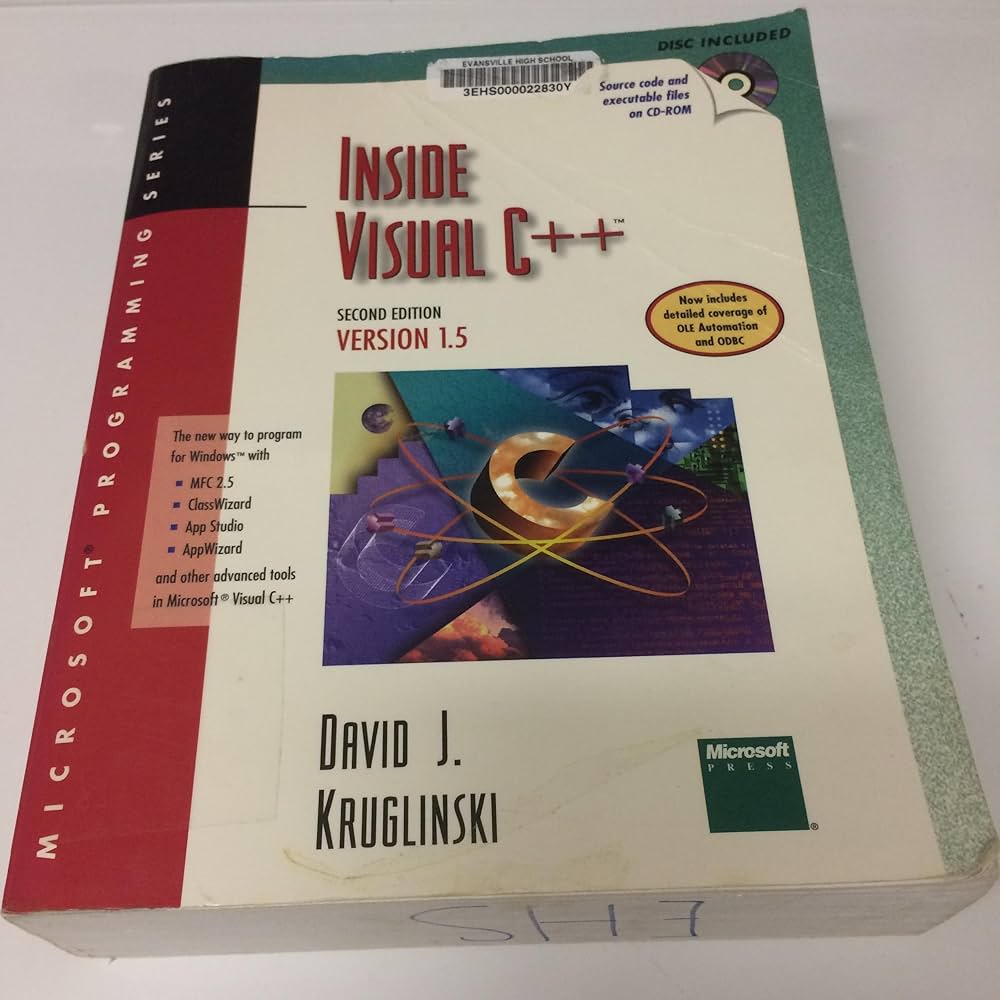 DISC INCLUDED
EVANSVILLE HIGH SCHOOL
3EHS000022830Y
Source code and
executable files
on CD-ROM
MICROSOFT® PROGRAMMING SERIES
INSIDE
VISUAL C++™
SECOND EDITION
VERSION 1.5
Now includes
detailed coverage of
OLE Automation
and ODBC
The new way to program
for Windows™ with
■ MFC 2.5
■ ClassWizard
■ App Studio
■ AppWizard
and other advanced tools
in Microsoft® Visual C++
DAVID J.
KRUGLINSKI
Microsoft
PRESS
®
EHS